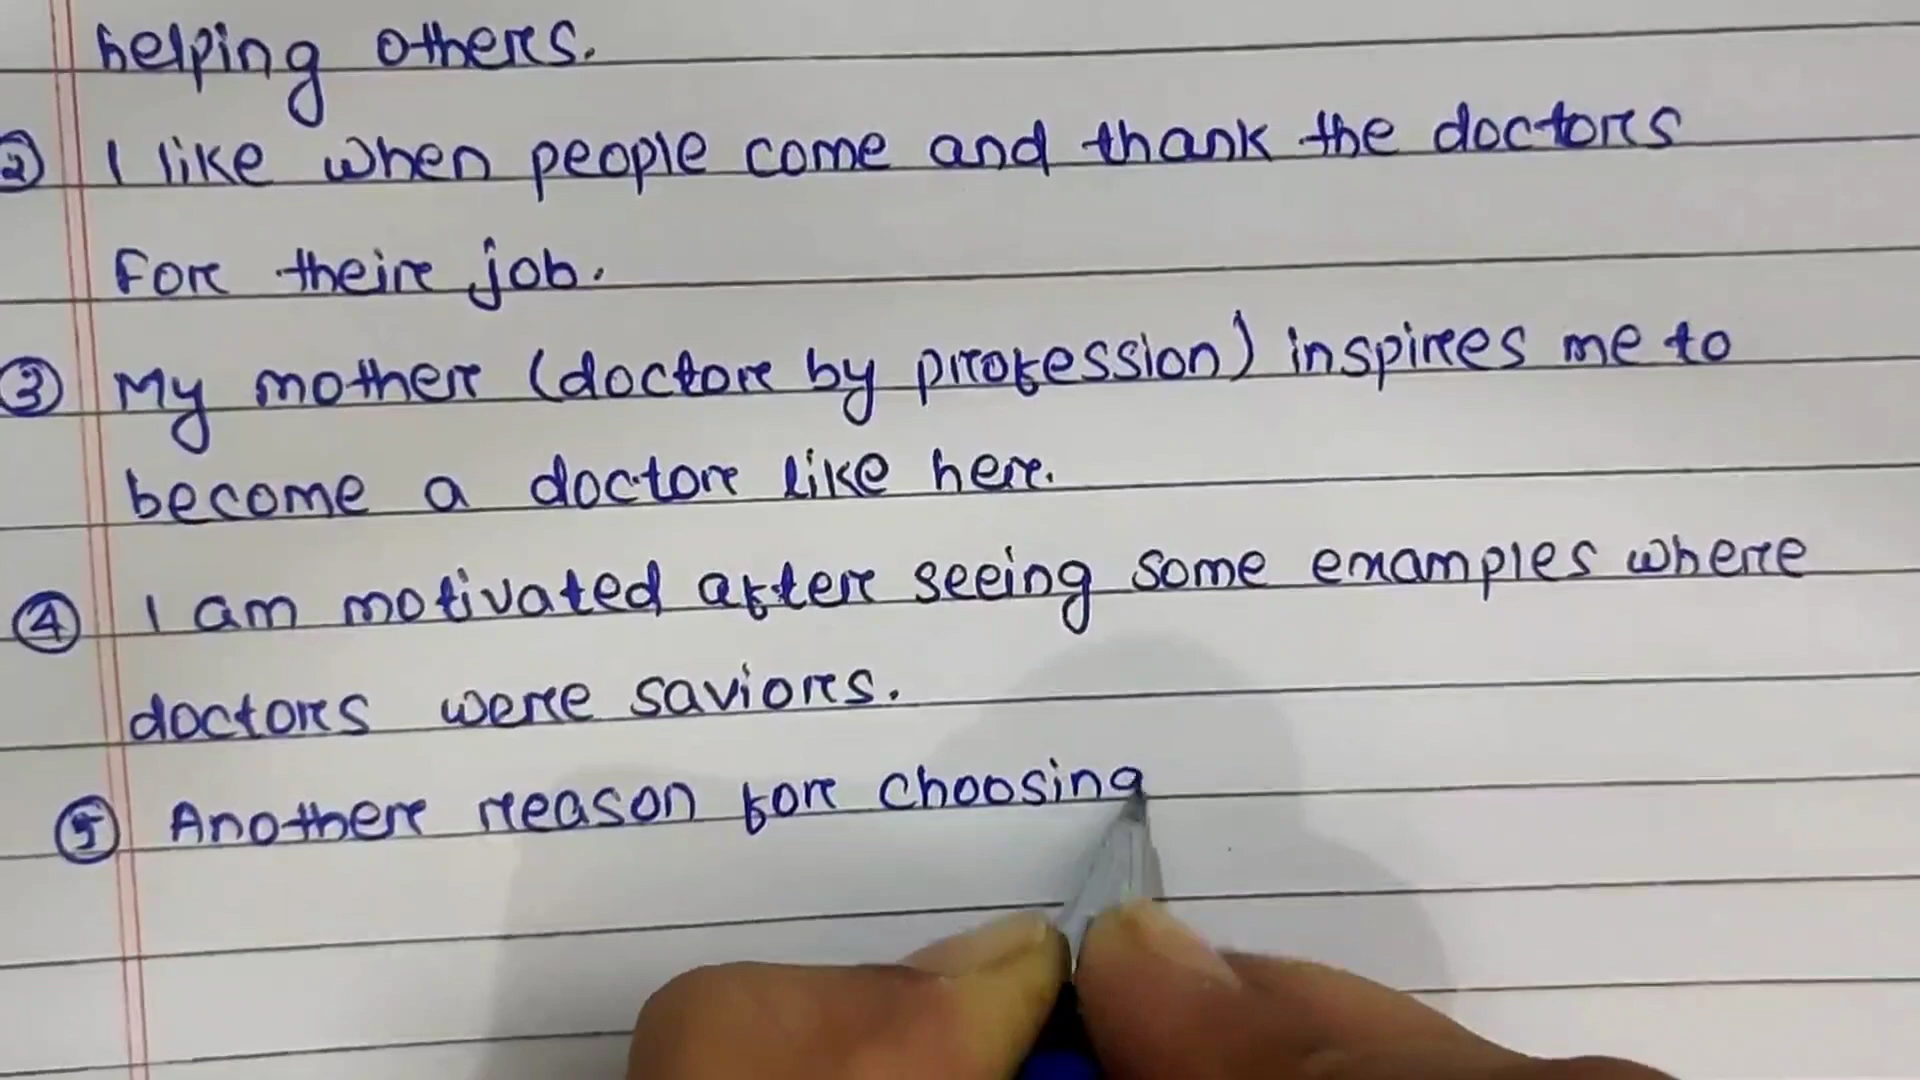 helping others.
② I like when people come and thank the doctors
for their job.
③ My mother (doctor by profession) inspires me to
become a doctor like her.
④ I am motivated after seeing some examples where
doctors were saviors.
⑤ Another reason for choosing